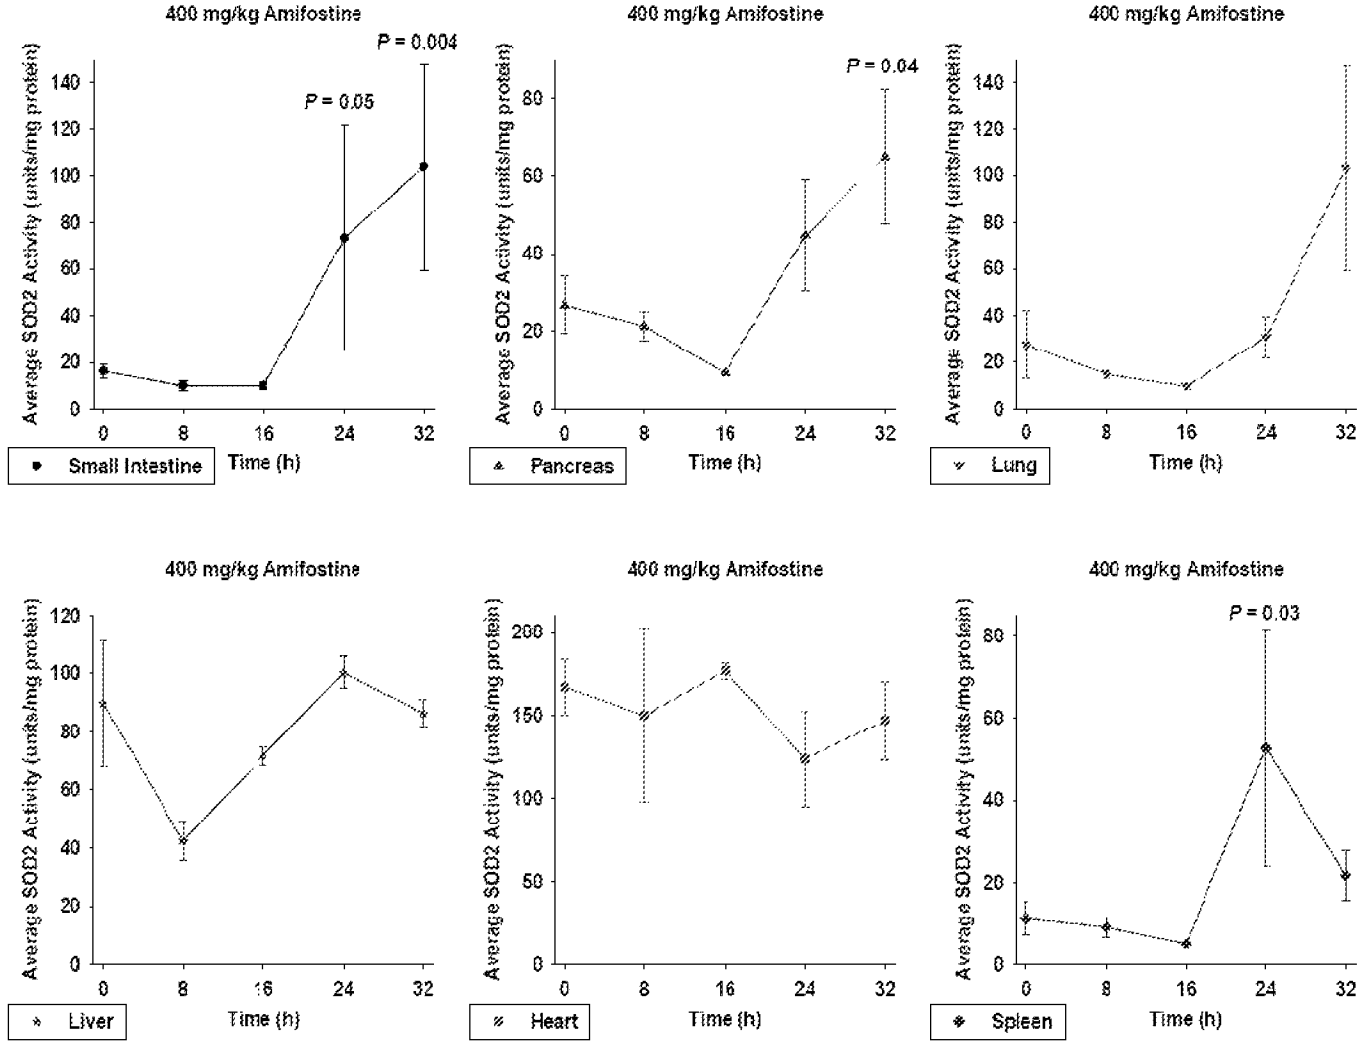 400 mg/kg Amifostine
P = 0.004
P = 0.05
Average SOD2 Activity (units/mg protein)
140
120
100
80
60
40
20
0
0 8 16 24 32
Time (h)
Small Intestine
400 mg/kg Amifostine
P = 0.04
Average SOD2 Activity (units/mg protein)
80
60
40
20
0
0 8 16 24 32
Time (h)
Pancreas
400 mg/kg Amifostine
Average SOD2 Activity (units/mg protein)
140
120
100
80
60
40
20
0
0 8 16 24 32
Time (h)
Lung
400 mg/kg Amifostine
Average SOD2 Activity (units/mg protein)
120
100
80
60
40
20
0
0 8 16 24 32
Time (h)
Liver
400 mg/kg Amifostine
Average SOD2 Activity (units/mg protein)
200
150
100
50
0
0 8 16 24 32
Time (h)
Heart
400 mg/kg Amifostine
P = 0.03
Average SOD2 Activity (units/mg protein)
80
60
40
20
0
0 8 16 24 32
Time (h)
Spleen